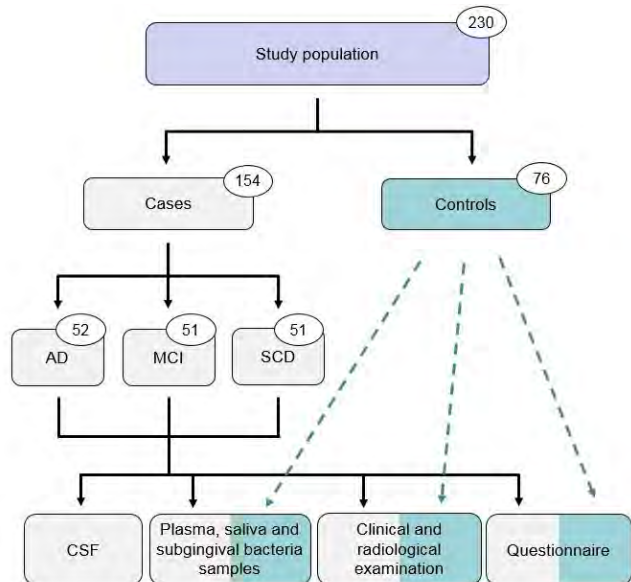 230
Study population
154
Cases
76
Controls
52
AD
51
MCI
51
SCD
CSF
Plasma, saliva and
subgingival bacteria
samples
Clinical and
radiological
examination
Questionnaire